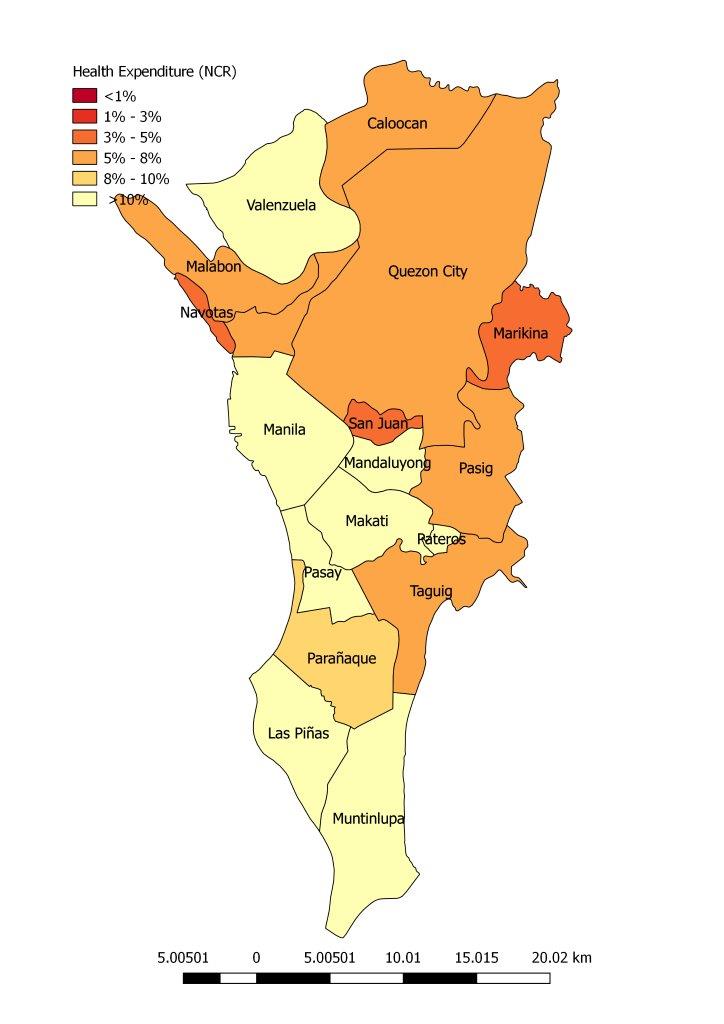 Health Expenditure (NCR)
<1%
1% - 3%
3% - 5%
5% - 8%
8% - 10%
>10%
Caloocan
Valenzuela
Malabon
Quezon City
Navotas
Marikina
San Juan
Manila
Mandaluyong
Pasig
Makati
Pateros
Pasay
Taguig
Parañaque
Las Piñas
Muntinlupa
5.00501 0 5.00501 10.01 15.015 20.02 km